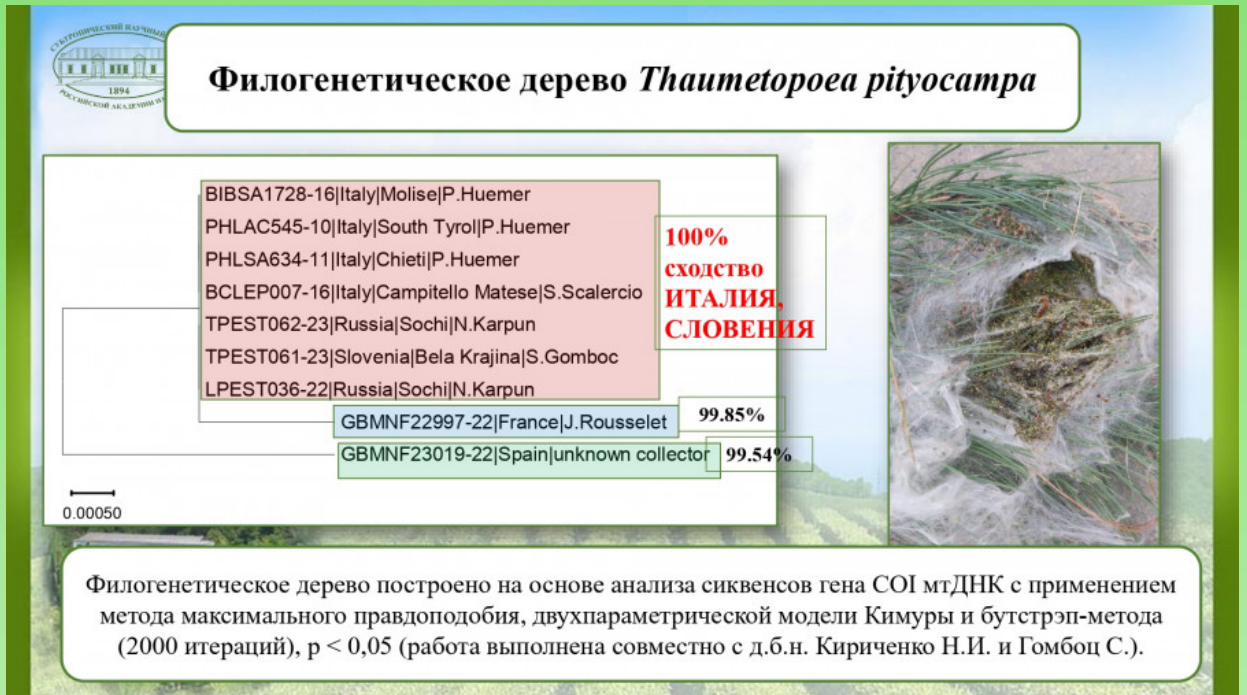 СУБТРОПИЧЕСКИЙ НАУЧНЫЙ
1894
РОССИЙСКОЙ АКАДЕМИИ
Филогенетическое дерево Thaumetopoea pityocampa
BIBSA1728-16|Italy|Molise|P.Huemer
PHLAC545-10|Italy|South Tyrol|P.Huemer
PHLSA634-11|Italy|Chieti|P.Huemer
BCLEP007-16|Italy|Campitello Matese|S.Scalercio
TPEST062-23|Russia|Sochi|N.Karpun
TPEST061-23|Slovenia|Bela Krajina|S.Gomboc
LPEST036-22|Russia|Sochi|N.Karpun
100%
сходство
ИТАЛИЯ,
СЛОВЕНИЯ
GBMNF22997-22|France|J.Rousselet
99.85%
GBMNF23019-22|Spain|unknown collector
99.54%
0.00050
Филогенетическое дерево построено на основе анализа сиквенсов гена COI мтДНК с применением
метода максимального правдоподобия, двухпараметрической модели Кимуры и бутстрэп-метода
(2000 итераций), p < 0,05 (работа выполнена совместно с д.б.н. Кириченко Н.И. и Гомбоц С.).